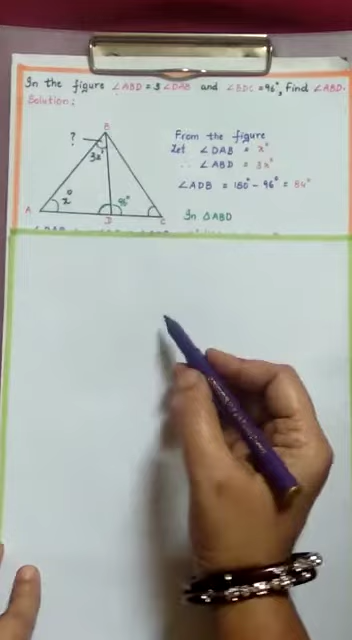 In the figure ∠ABD = 3 ∠DAB and ∠BDC = 96°, Find ∠ABD.
Solution:
B
?
3x°
A
x°
96°
D
C
From the figure
Let ∠DAB = x°
∴ ∠ABD = 3x°
∠ADB = 180° - 96° = 84°
In △ABD